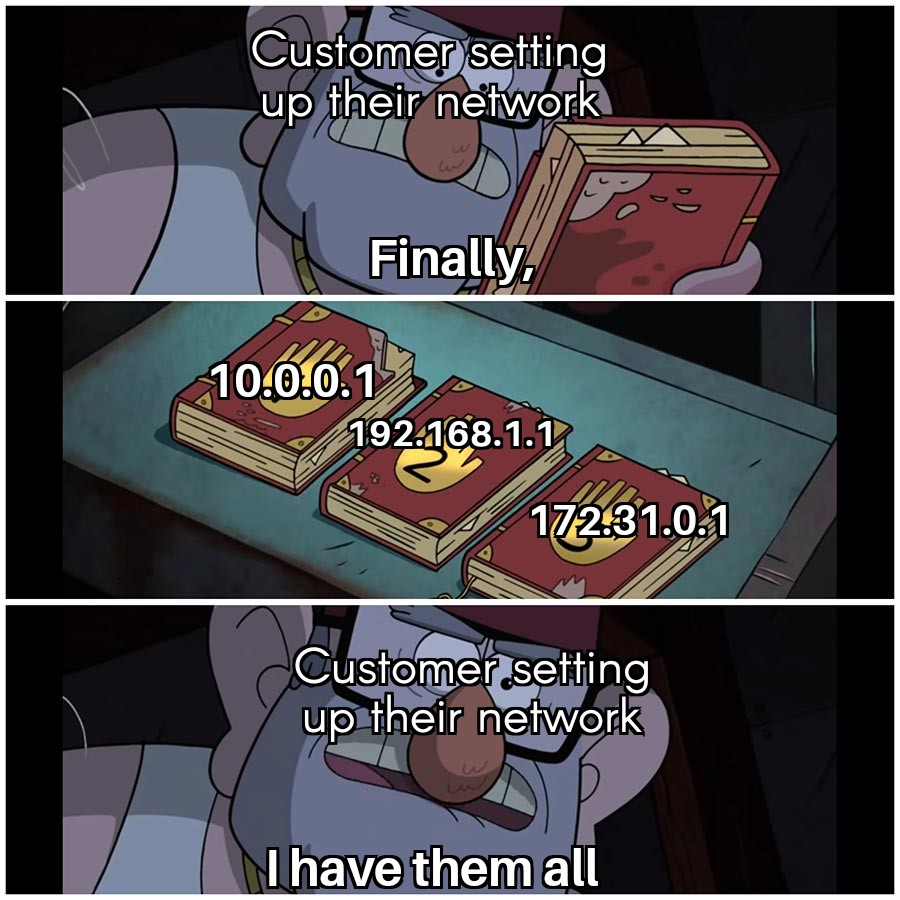 Customer setting
up their network
Finally,
10.0.0.1
192.168.1.1
2
172.31.0.1
Customer setting
up their network
I have them all